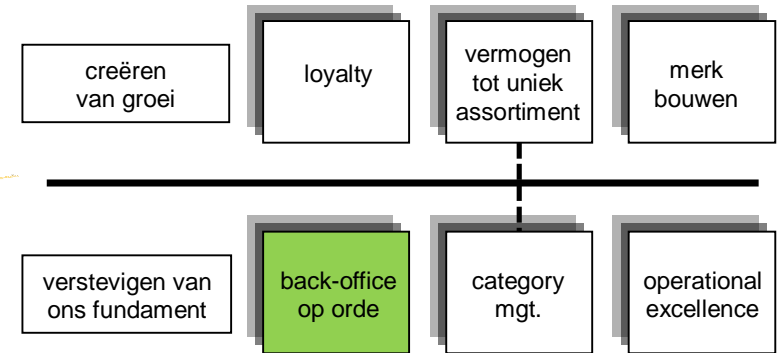 creëren
van groei
loyalty
vermogen
tot uniek
assortiment
merk
bouwen
verstevigen van
ons fundament
back-office
op orde
category
mgt.
operational
excellence